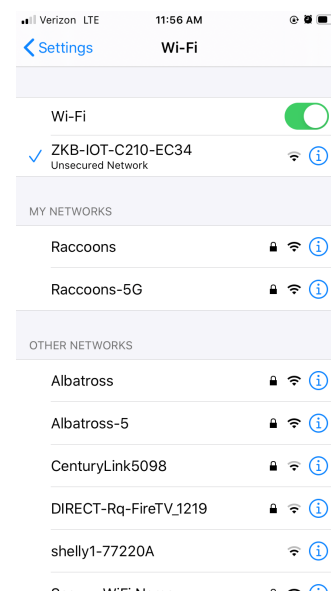 Verizon LTE 11:56 AM
Settings Wi-Fi
Wi-Fi
ZKB-IOT-C210-EC34
Unsecured Network
MY NETWORKS
Raccoons
Raccoons-5G
OTHER NETWORKS
Albatross
Albatross-5
CenturyLink5098
DIRECT-Rq-FireTV_1219
shelly1-77220A